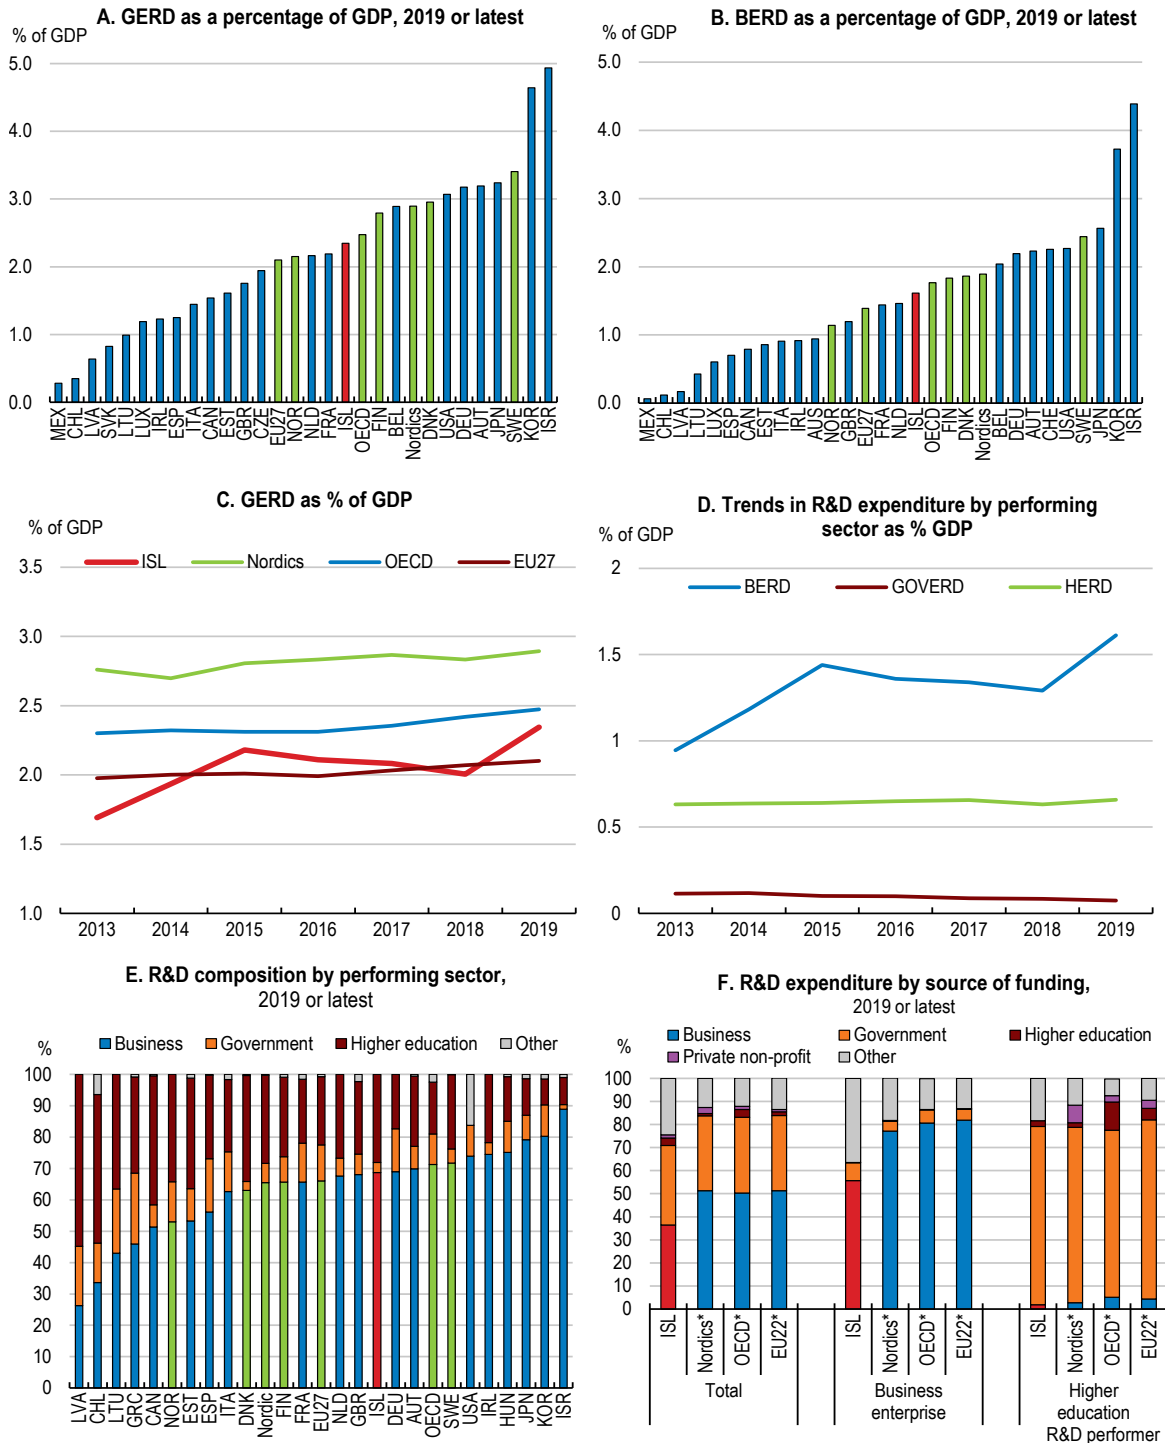 A. GERD as a percentage of GDP, 2019 or latest
% of GDP
5.0
4.0
3.0
2.0
1.0
0.0
MEX CHL LVA SVK LTU LUX IRL ESP ITA CAN EST GBR CZE EU27 NOR NLD FRA ISL OECD FIN BEL Nordics DNK USA DEU AUT JPN SWE KOR ISR
B. BERD as a percentage of GDP, 2019 or latest
% of GDP
5.0
4.0
3.0
2.0
1.0
0.0
MEX CHL LVA LTU LUX ESP CAN EST ITA IRL AUS NOR GBR EU27 FRA NLD ISL OECD FIN DNK Nordics BEL DEU AUT CHE USA SWE JPN KOR ISR
C. GERD as % of GDP
% of GDP
ISL Nordics OECD EU27
3.5
3.0
2.5
2.0
1.5
1.0
2013 2014 2015 2016 2017 2018 2019
D. Trends in R&D expenditure by performing
sector as % GDP
% of GDP
BERD GOVERD HERD
2
1.5
1
0.5
0
2013 2014 2015 2016 2017 2018 2019
E. R&D composition by performing sector,
2019 or latest
%
Business Government Higher education Other
100
90
80
70
60
50
40
30
20
10
0
LVA CHL LTU GRC CAN NOR EST ESP ITA DNK Nordic FIN FRA EU27 NLD GBR ISL DEU AUT OECD SWE USA IRL HUN JPN KOR ISR
F. R&D expenditure by source of funding,
2019 or latest
Business Government Higher education
Private non-profit Other
%
100
90
80
70
60
50
40
30
20
10
0
ISL Nordics* OECD* EU22* ISL Nordics* OECD* EU22* ISL Nordics* OECD* EU22*
Total
Business
enterprise
Higher
education
R&D performer